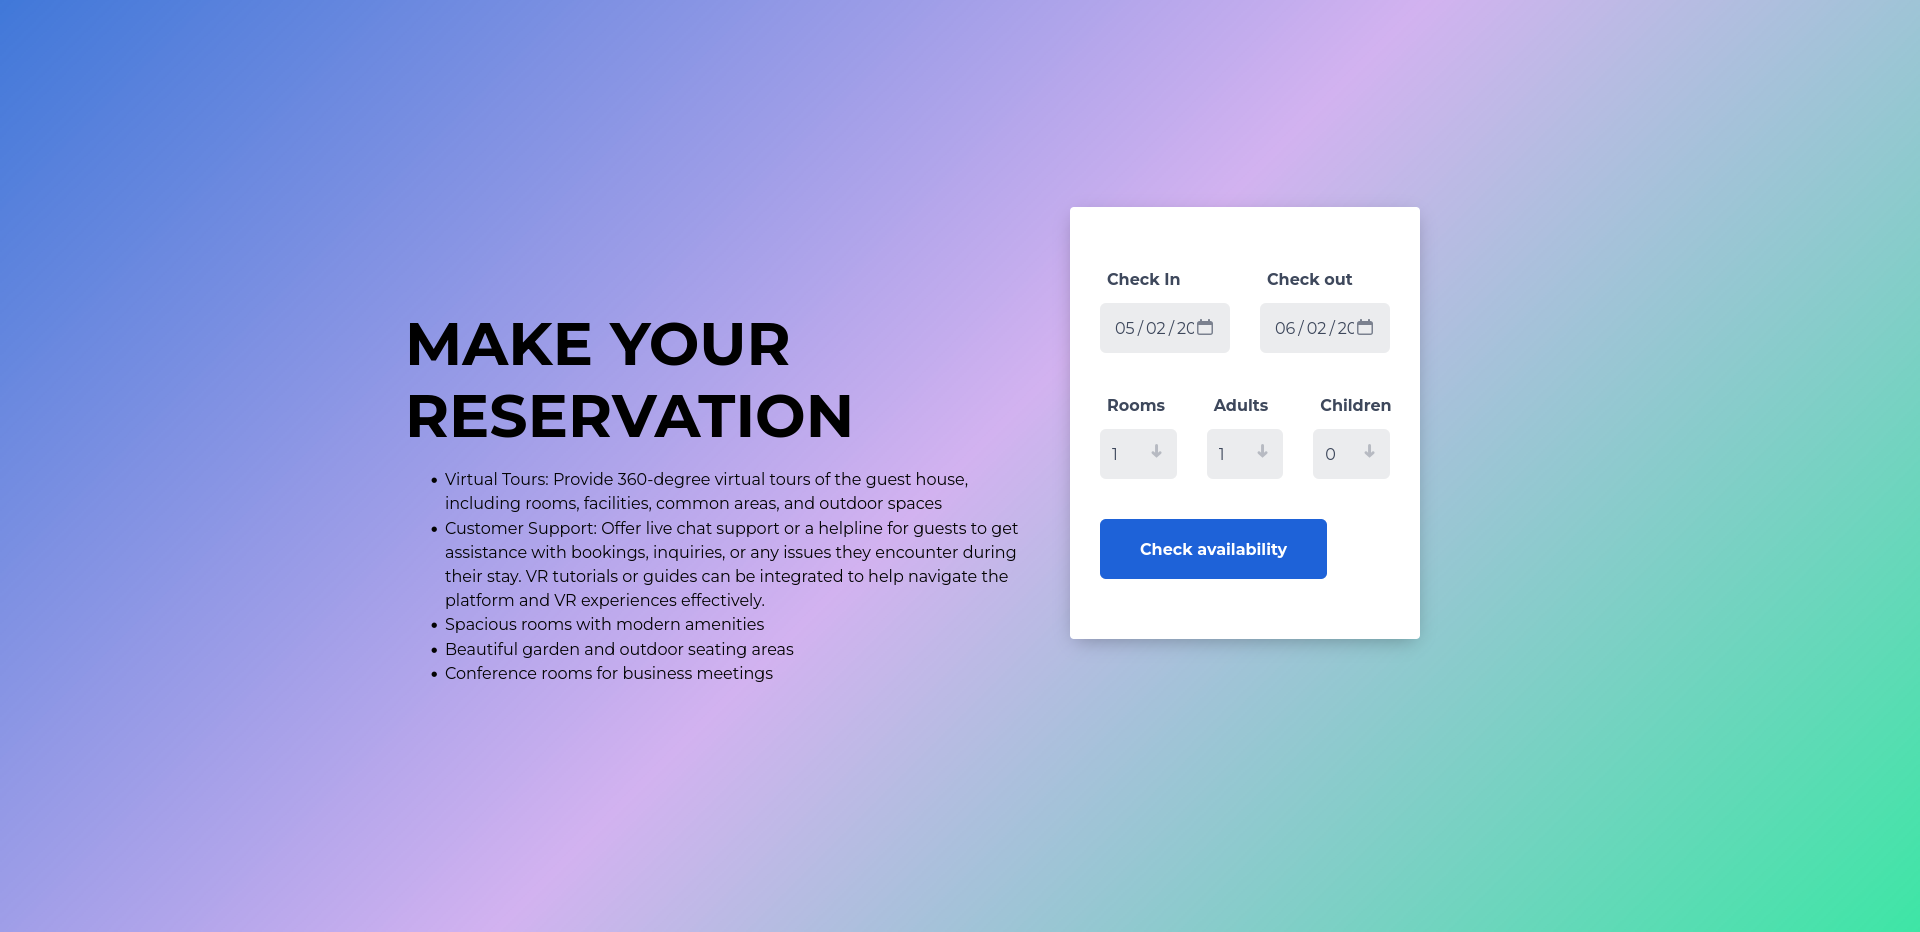 MAKE YOUR
RESERVATION
• Virtual Tours: Provide 360-degree virtual tours of the guest house,
including rooms, facilities, common areas, and outdoor spaces
• Customer Support: Offer live chat support or a helpline for guests to get
assistance with bookings, inquiries, or any issues they encounter during
their stay. VR tutorials or guides can be integrated to help navigate the
platform and VR experiences effectively.
• Spacious rooms with modern amenities
• Beautiful garden and outdoor seating areas
• Conference rooms for business meetings
Check In Check out
05/02/20 06/02/20
Rooms Adults Children
1 1 0
Check availability